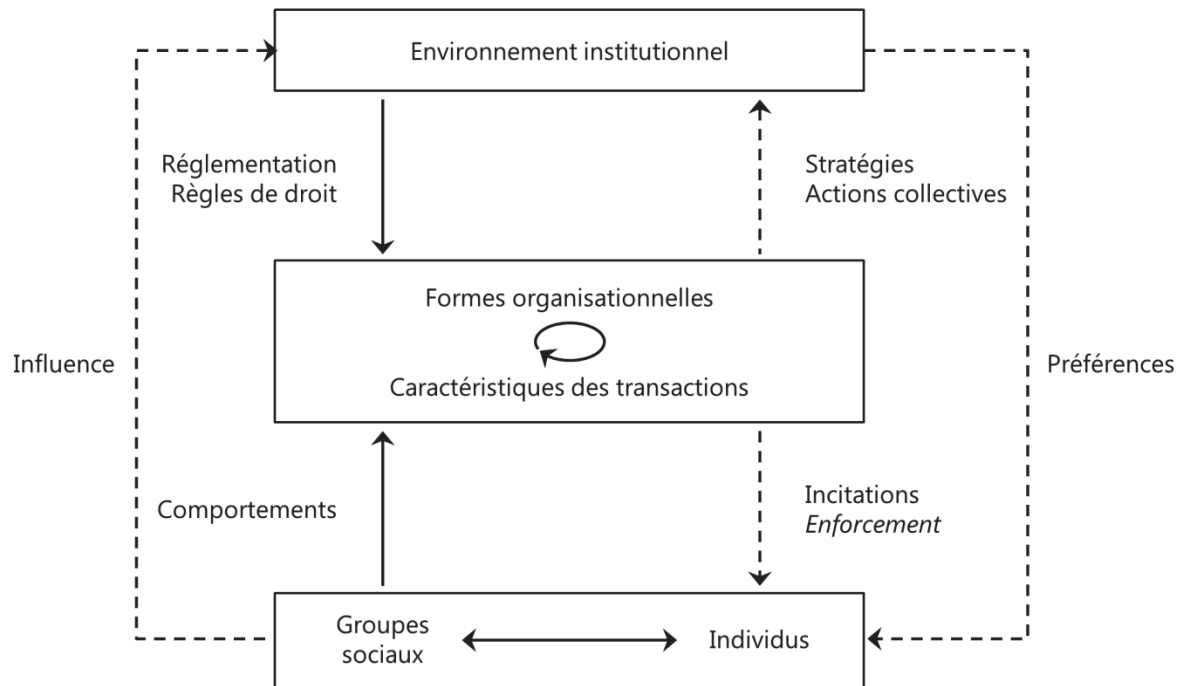 Environnement institutionnel
Réglementation
Règles de droit
Stratégies
Actions collectives
Formes organisationnelles
Influence
Préférences
Caractéristiques des transactions
Comportements
Incitations
Enforcement
Groupes
sociaux
Individus